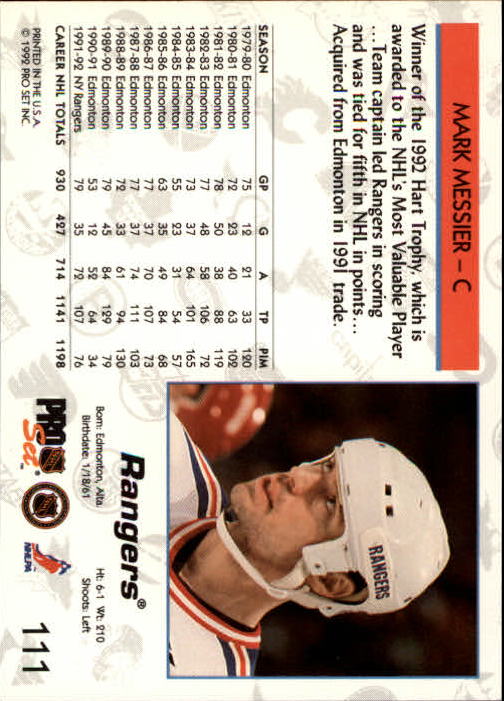 MARK MESSIER – C
Winner of the 1992 Hart Trophy, which is
awarded to the NHL's Most Valuable Player
...Team captain led Rangers in scoring
and was tied for fifth in NHL in points...
Acquired from Edmonton in 1991 trade.
SEASON GP G A TP PIM
1979-80 Edmonton 75 12 21 33 120
1980-81 Edmonton 72 23 40 63 102
1981-82 Edmonton 78 50 38 88 119
1982-83 Edmonton 77 48 58 106 72
1983-84 Edmonton 73 37 64 101 165
1984-85 Edmonton 55 23 31 54 57
1985-86 Edmonton 63 35 49 84 68
1986-87 Edmonton 77 37 70 107 73
1987-88 Edmonton 77 37 74 111 103
1988-89 Edmonton 72 33 61 94 130
1989-90 Edmonton 79 45 84 129 79
1990-91 Edmonton 53 12 52 64 34
1991-92 NY Rangers 79 35 72 107 76
CAREER NHL TOTALS 930 427 714 1141 1198
PRINTED IN THE U.S.A.
© 1992 PRO SET INC.
RANGERS
Rangers®
Born: Edmonton, Alta. Ht: 6-1 Wt: 210
Birthdate: 1/18/61 Shoots: Left
PRO Set™
NHLPA
111